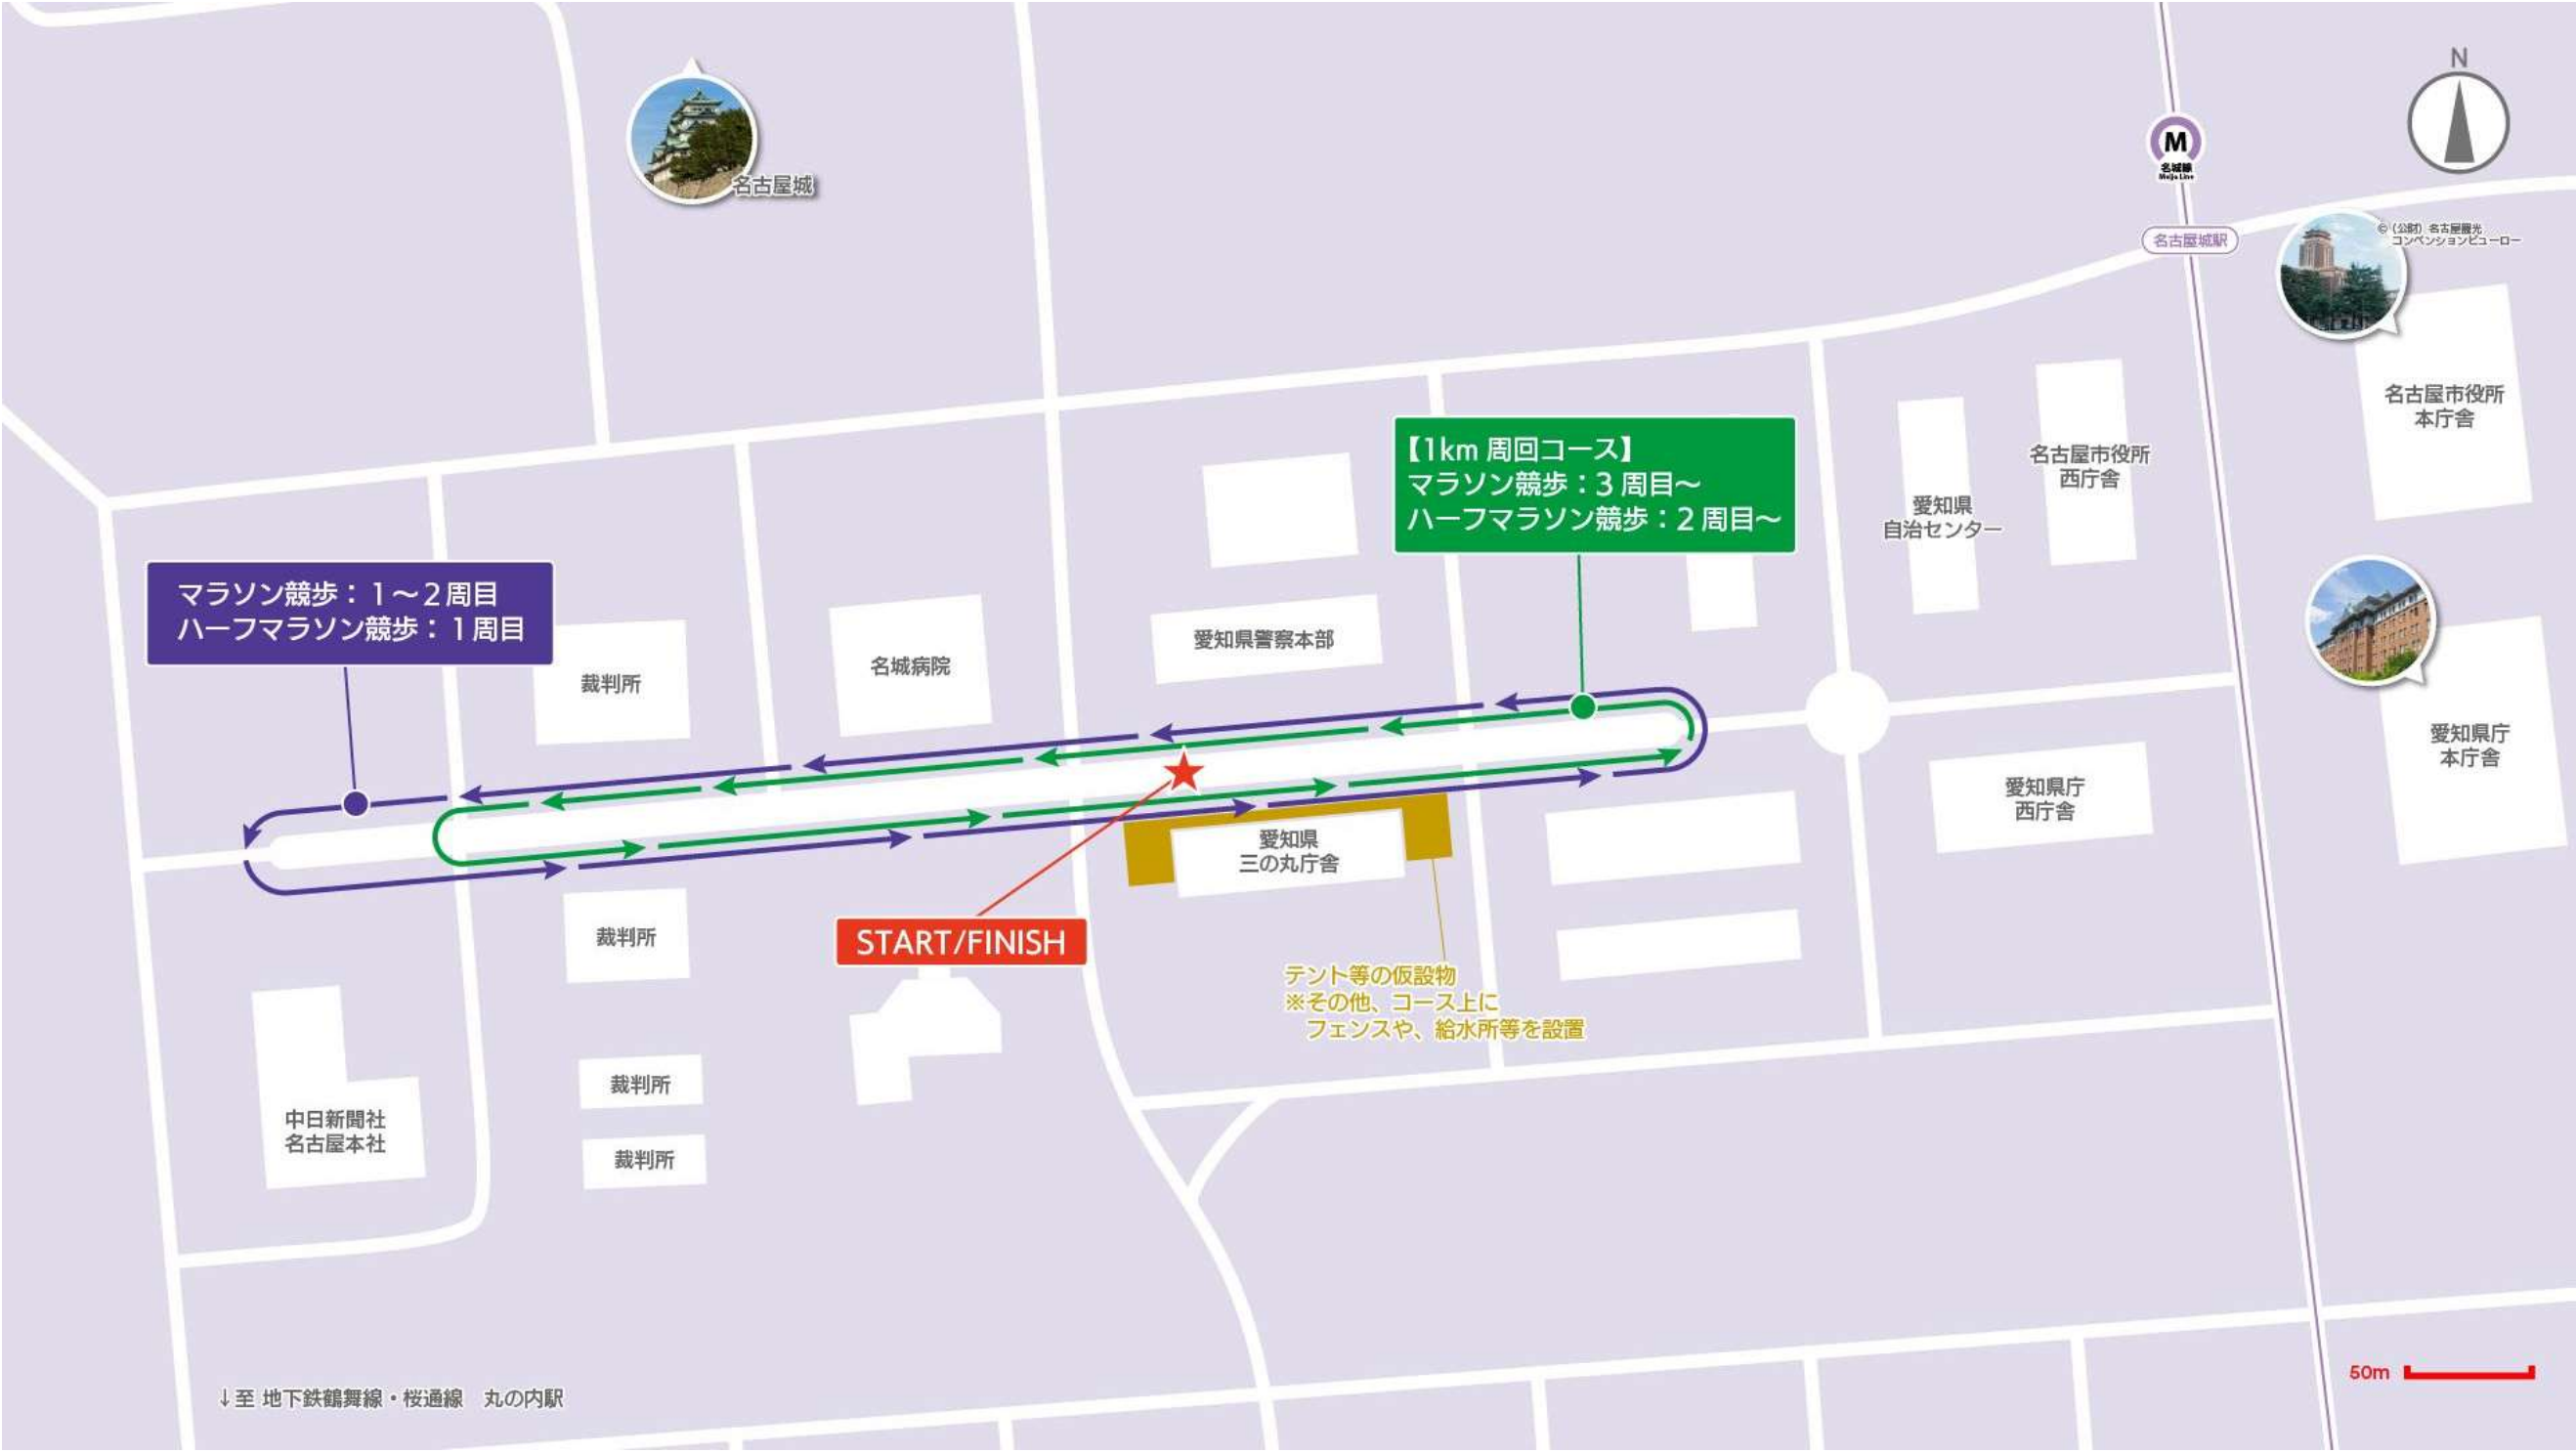 N
M
名城線
Meijo Line
名古屋城
名古屋城駅
©(公財) 名古屋観光
コンベンションビューロー
名古屋市役所
本庁舎
【1km 周回コース】
マラソン競歩：3 周目～
ハーフマラソン競歩：2 周目～
名古屋市役所
西庁舎
愛知県
自治センター
マラソン競歩：1～2周目
ハーフマラソン競歩：1周目
裁判所
名城病院
愛知県警察本部
愛知県庁
本庁舎
愛知県庁
西庁舎
愛知県
三の丸庁舎
裁判所
START/FINISH
テント等の仮設物
※その他、コース上に
フェンスや、給水所等を設置
裁判所
中日新聞社
名古屋本社
裁判所
50m
↓至 地下鉄鶴舞線・桜通線　丸の内駅